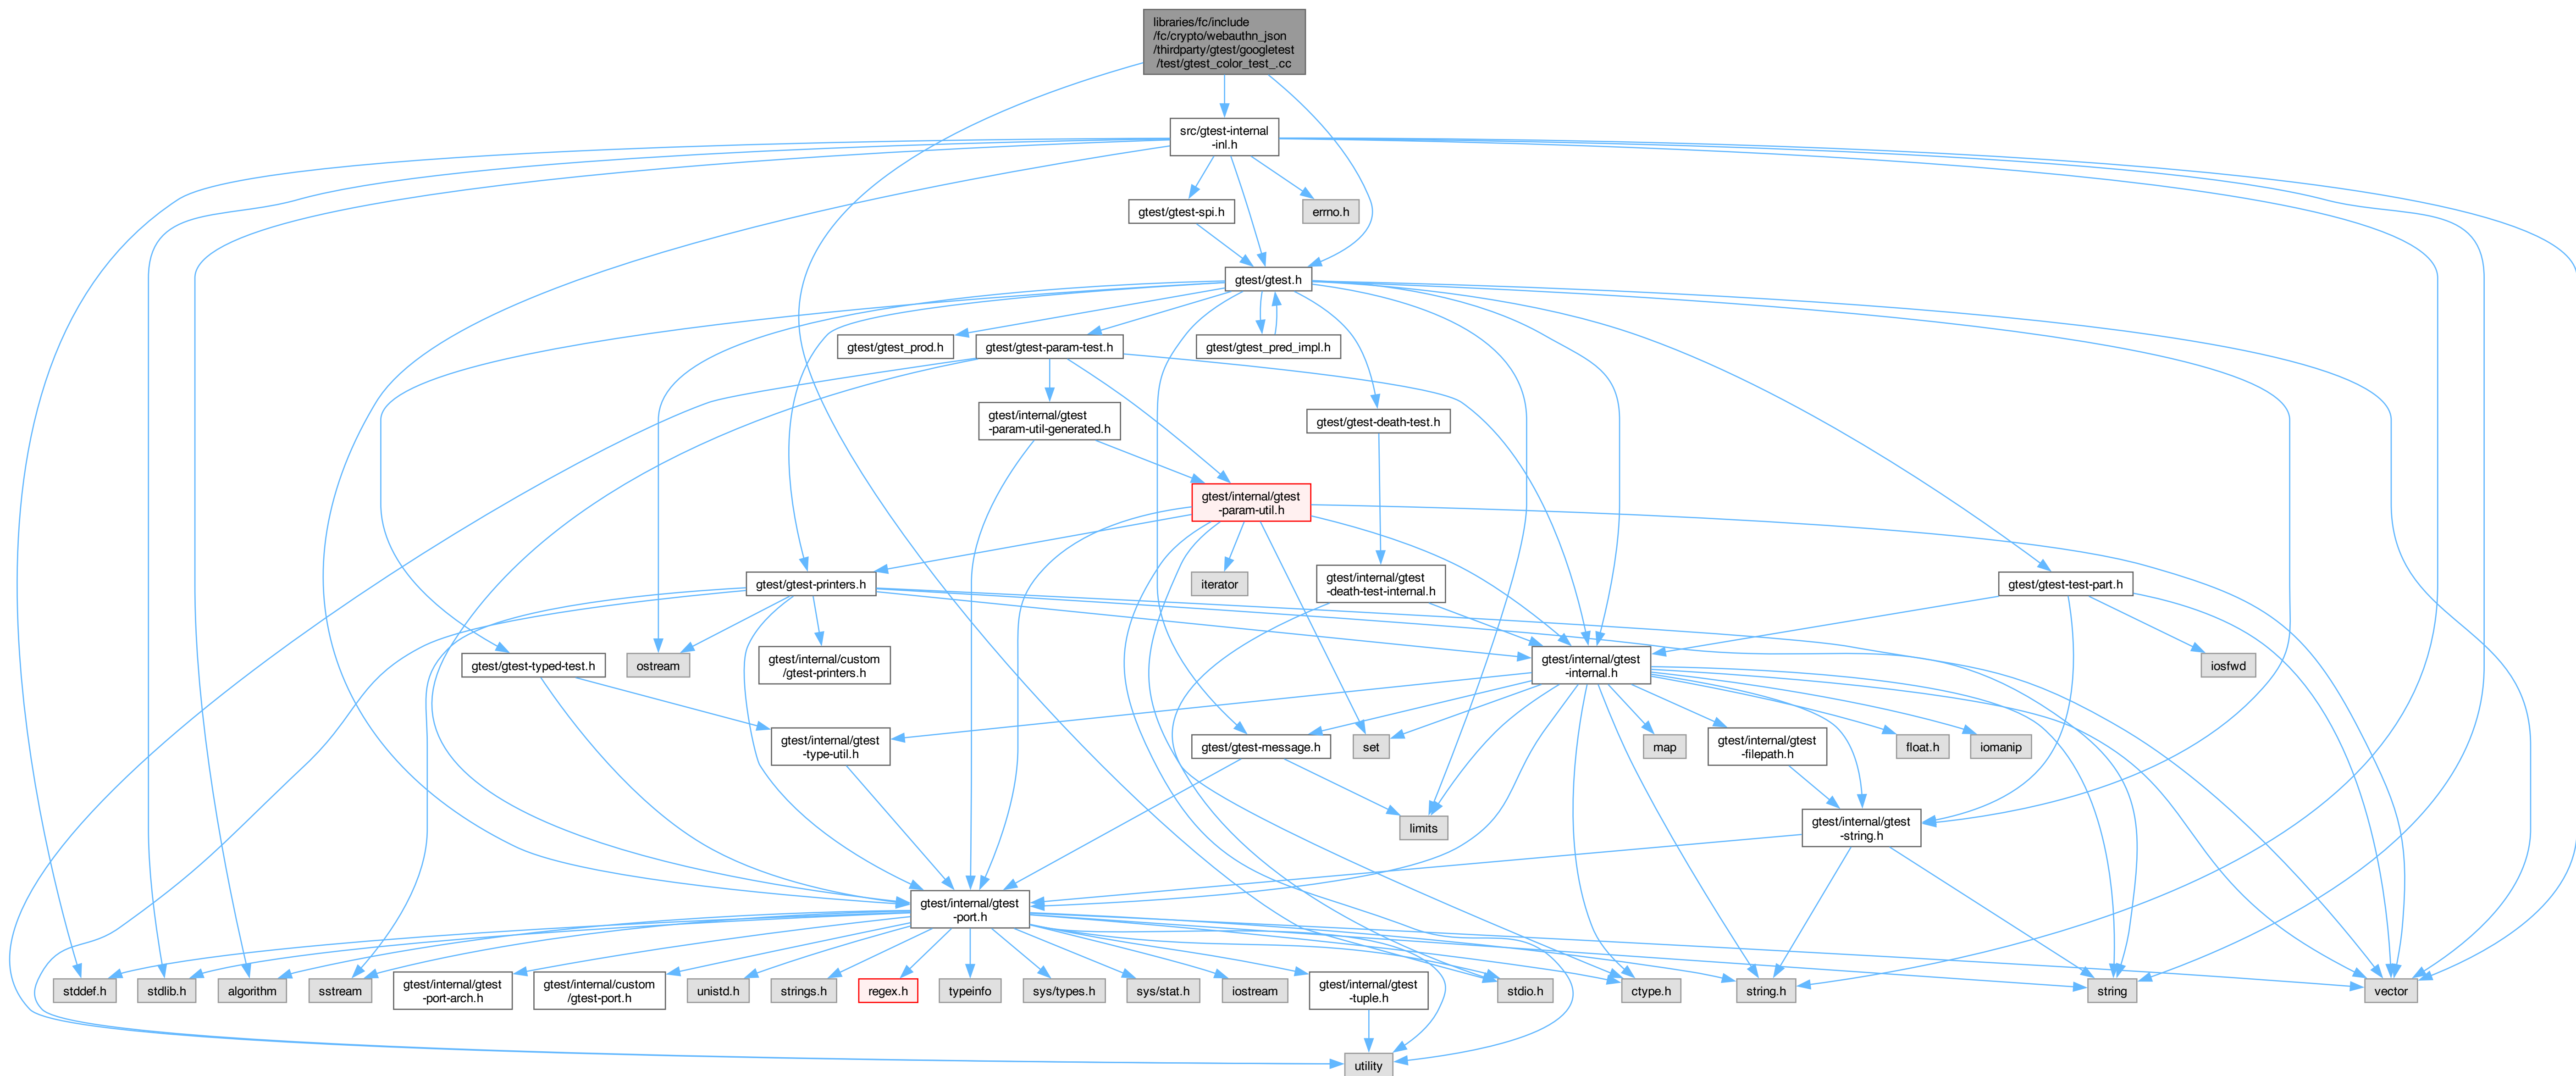 libraries/fc/include
/fc/crypto/webauthn_json
/thirdparty/gtest/googletest
/test/gtest_color_test_.cc
src/gtest-internal
-inl.h
gtest/gtest-spi.h
errno.h
gtest/gtest.h
gtest/gtest_prod.h
gtest/gtest-param-test.h
gtest/gtest_pred_impl.h
gtest/internal/gtest
-param-util-generated.h
gtest/gtest-death-test.h
gtest/internal/gtest
-param-util.h
gtest/gtest-printers.h
iterator
gtest/internal/gtest
-death-test-internal.h
gtest/gtest-test-part.h
gtest/gtest-typed-test.h
ostream
gtest/internal/custom
/gtest-printers.h
gtest/internal/gtest
-internal.h
iosfwd
gtest/internal/gtest
-type-util.h
gtest/gtest-message.h
set
map
gtest/internal/gtest
-filepath.h
float.h
iomanip
limits
gtest/internal/gtest
-string.h
gtest/internal/gtest
-port.h
stddef.h
stdlib.h
algorithm
sstream
gtest/internal/gtest
-port-arch.h
gtest/internal/custom
/gtest-port.h
unistd.h
strings.h
regex.h
typeinfo
sys/types.h
sys/stat.h
iostream
gtest/internal/gtest
-tuple.h
stdio.h
ctype.h
string.h
string
vector
utility